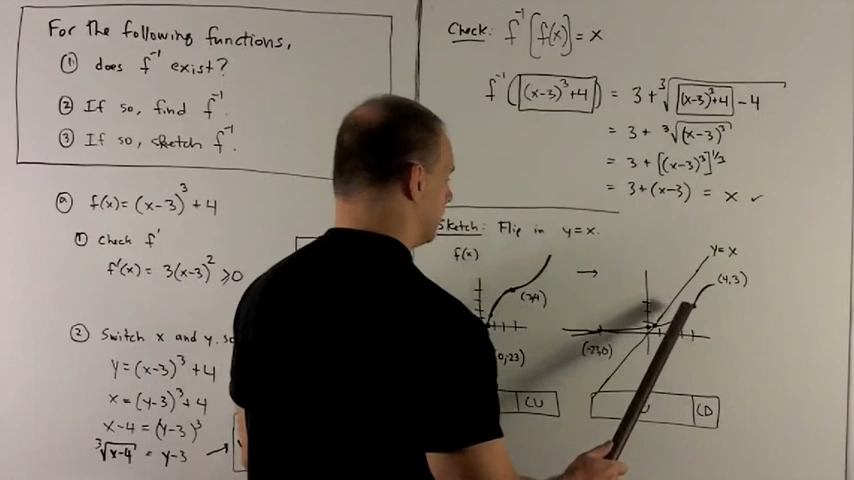 For the following functions,
① does f⁻¹ exist?
② If so, find f⁻¹.
③ If so, sketch f⁻¹.
ⓐ f(x) = (x-3)³ + 4
① Check f'
f'(x) = 3(x-3)² ≥ 0
② Switch x and y,
y = (x-3)³ + 4
x = (y-3)³ + 4
x-4 = (y-3)³
³√(x-4) = y-3 →
Check: f⁻¹[f(x)] = x
f⁻¹((x-3)³+4) = 3 + ³√((x-3)³+4 - 4)
= 3 + ³√((x-3)³)
= 3 + [(x-3)³]^(1/3)
= 3 + (x-3) = x ✓
Sketch: Flip in y = x.
f(x)
→
y = x
(3,4)
(4,3)
0,-23)
(-23,0)
CU
CD